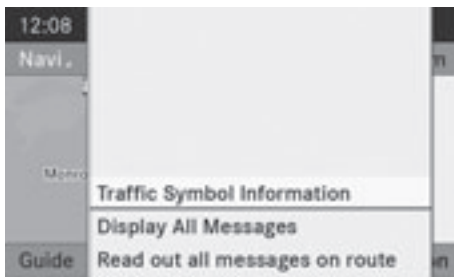 12:08
Navi.
Traffic Symbol Information
Display All Messages
Guide Read out all messages on route